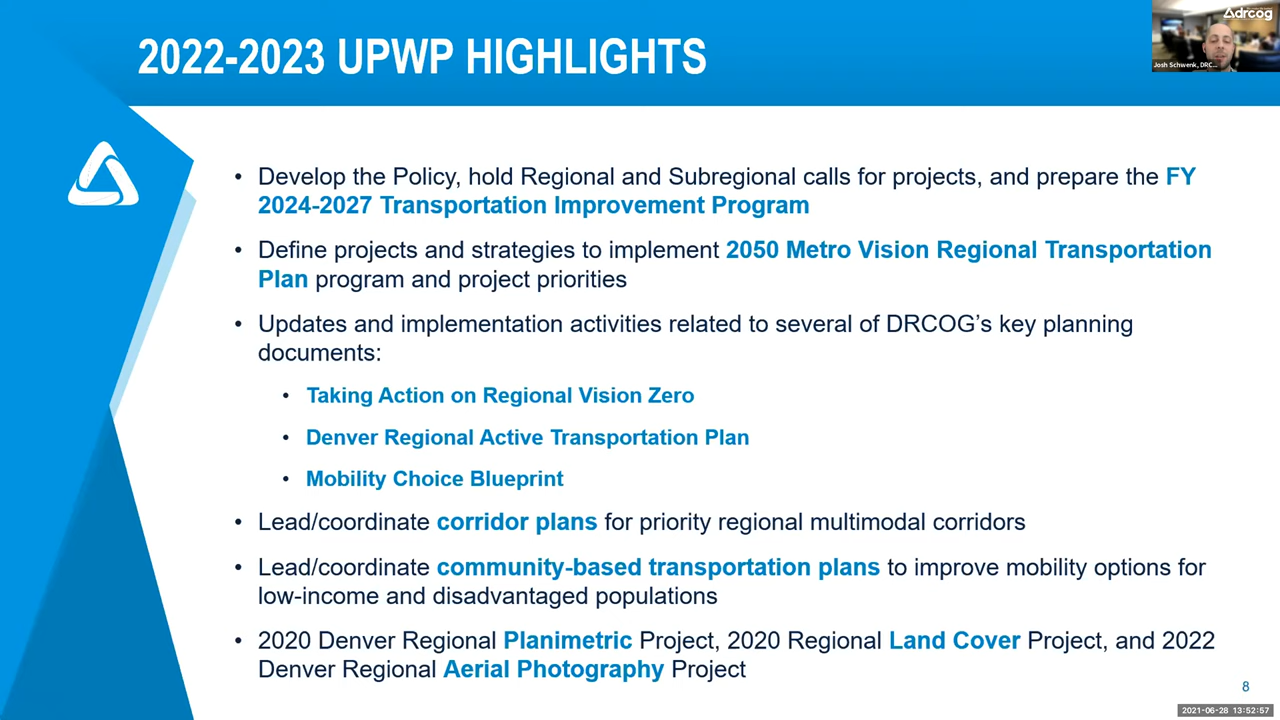 2022-2023 UPWP HIGHLIGHTS
drcog
Josh Schwenk, DRC...
• Develop the Policy, hold Regional and Subregional calls for projects, and prepare the FY
2024-2027 Transportation Improvement Program
• Define projects and strategies to implement 2050 Metro Vision Regional Transportation
Plan program and project priorities
• Updates and implementation activities related to several of DRCOG’s key planning
documents:
• Taking Action on Regional Vision Zero
• Denver Regional Active Transportation Plan
• Mobility Choice Blueprint
• Lead/coordinate corridor plans for priority regional multimodal corridors
• Lead/coordinate community-based transportation plans to improve mobility options for
low-income and disadvantaged populations
• 2020 Denver Regional Planimetric Project, 2020 Regional Land Cover Project, and 2022
Denver Regional Aerial Photography Project
8
2021-06-28 13:52:57